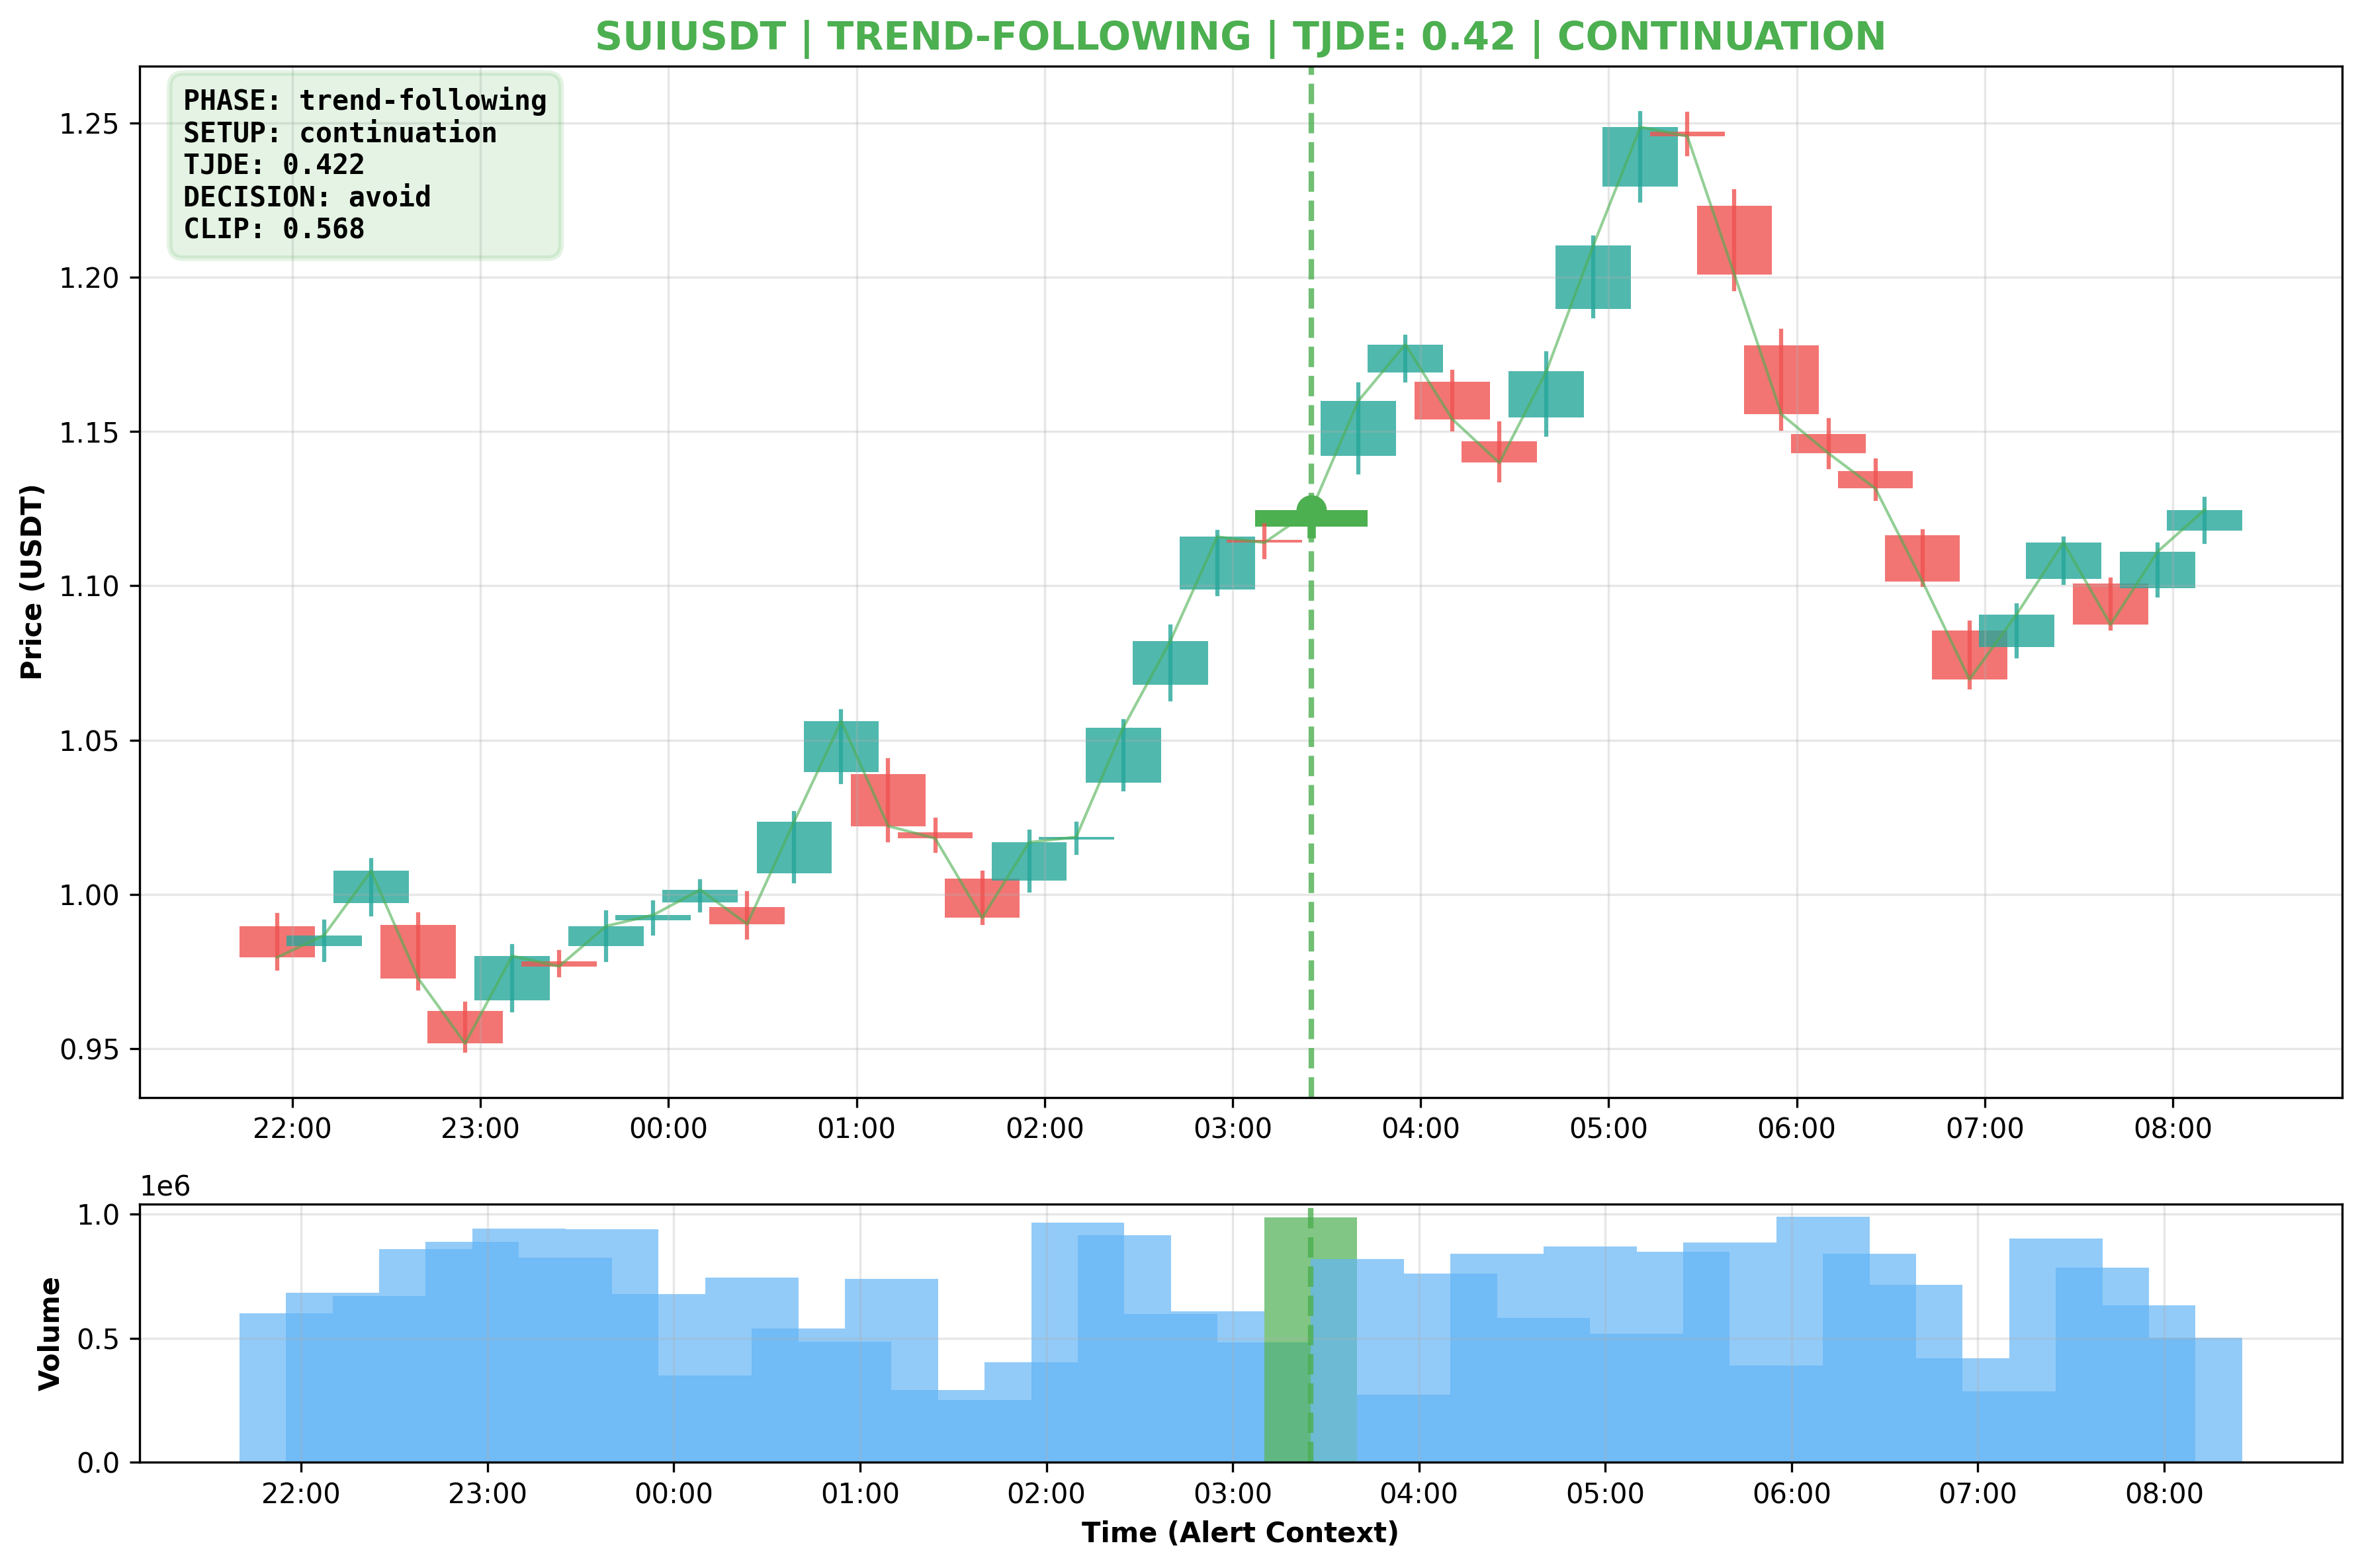 SUIUSDT | TREND-FOLLOWING | TJDE: 0.42 | CONTINUATION
PHASE: trend-following
SETUP: continuation
TJDE: 0.422
DECISION: avoid
CLIP: 0.568
Price (USDT)
1.25
1.20
1.15
1.10
1.05
1.00
0.95
22:00 23:00 00:00 01:00 02:00 03:00 04:00 05:00 06:00 07:00 08:00
1e6
Volume
1.0
0.5
0.0
22:00 23:00 00:00 01:00 02:00 03:00 04:00 05:00 06:00 07:00 08:00
Time (Alert Context)